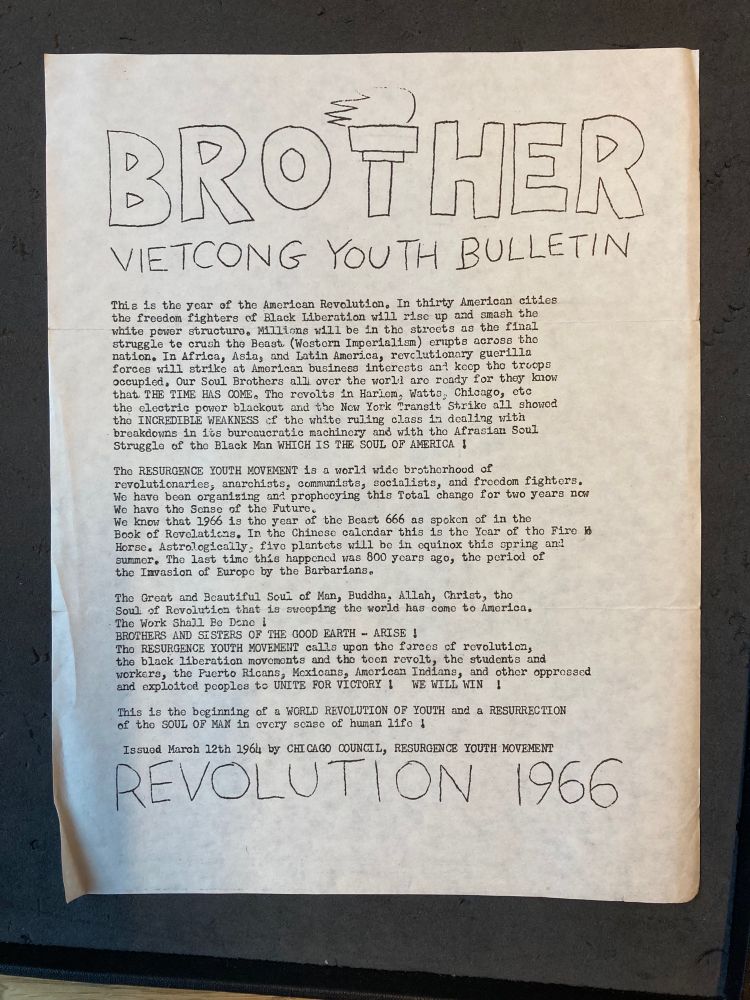 BROTHER
VIETCONG YOUTH BULLETIN
This is the year of the American Revolution. In thirty American cities
the freedom fighters of Black Liberation will rise up and smash the
white power structure. Millions will be in the streets as the final
struggle to crush the Beast (Western Imperialism) erupts across the
nation. In Africa, Asia, and Latin America, revolutionary guerilla
forces will strike at American business interests and keep the troops
occupied. Our Soul Brothers all over the world are ready for they know
that THE TIME HAS COME. The revolts in Harlem, Watts, Chicago, etc
the electric power blackout and the New York Transit Strike all showed
the INCREDIBLE WEAKNESS of the white ruling class in dealing with
breakdowns in its bureaucratic machinery and with the Afrasian Soul
Struggle of the Black Man WHICH IS THE SOUL OF AMERICA !
The RESURGENCE YOUTH MOVEMENT is a world wide brotherhood of
revolutionaries, anarchists, communists, socialists, and freedom fighters.
We have been organizing and prophecying this Total change for two years now
We have the Sense of the Future.
We know that 1966 is the year of the Beast 666 as spoken of in the
Book of Revelations. In the Chinese calendar this is the Year of the Fire
Horse. Astrologically, five plantets will be in equinox this spring and
summer. The last time this happened was 800 years ago, the period of
the Invasion of Europe by the Barbarians.
The Great and Beautiful Soul of Man, Buddha, Allah, Christ, the
Soul of Revolution that is sweeping the world has come to America.
The Work Shall Be Done !
BROTHERS AND SISTERS OF THE GOOD EARTH - ARISE !
The RESURGENCE YOUTH MOVEMENT calls upon the forces of revolution,
the black liberation movements and the teen revolt, the students and
workers, the Puerto Ricans, Mexicans, American Indians, and other oppressed
and exploited peoples to UNITE FOR VICTORY ! WE WILL WIN !
This is the beginning of a WORLD REVOLUTION OF YOUTH and a RESURRECTION
of the SOUL OF MAN in every sense of human life !
Issued March 12th 1964 by CHICAGO COUNCIL, RESURGENCE YOUTH MOVEMENT
REVOLUTION 1966